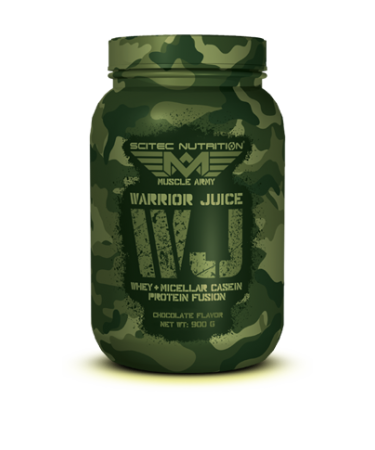 SCITEC NUTRITION
MUSCLE ARMY
WARRIOR JUICE
WJ
WHEY + MICELLAR CASEIN
PROTEIN FUSION
CHOCOLATE FLAVOR
NET WT: 900 G